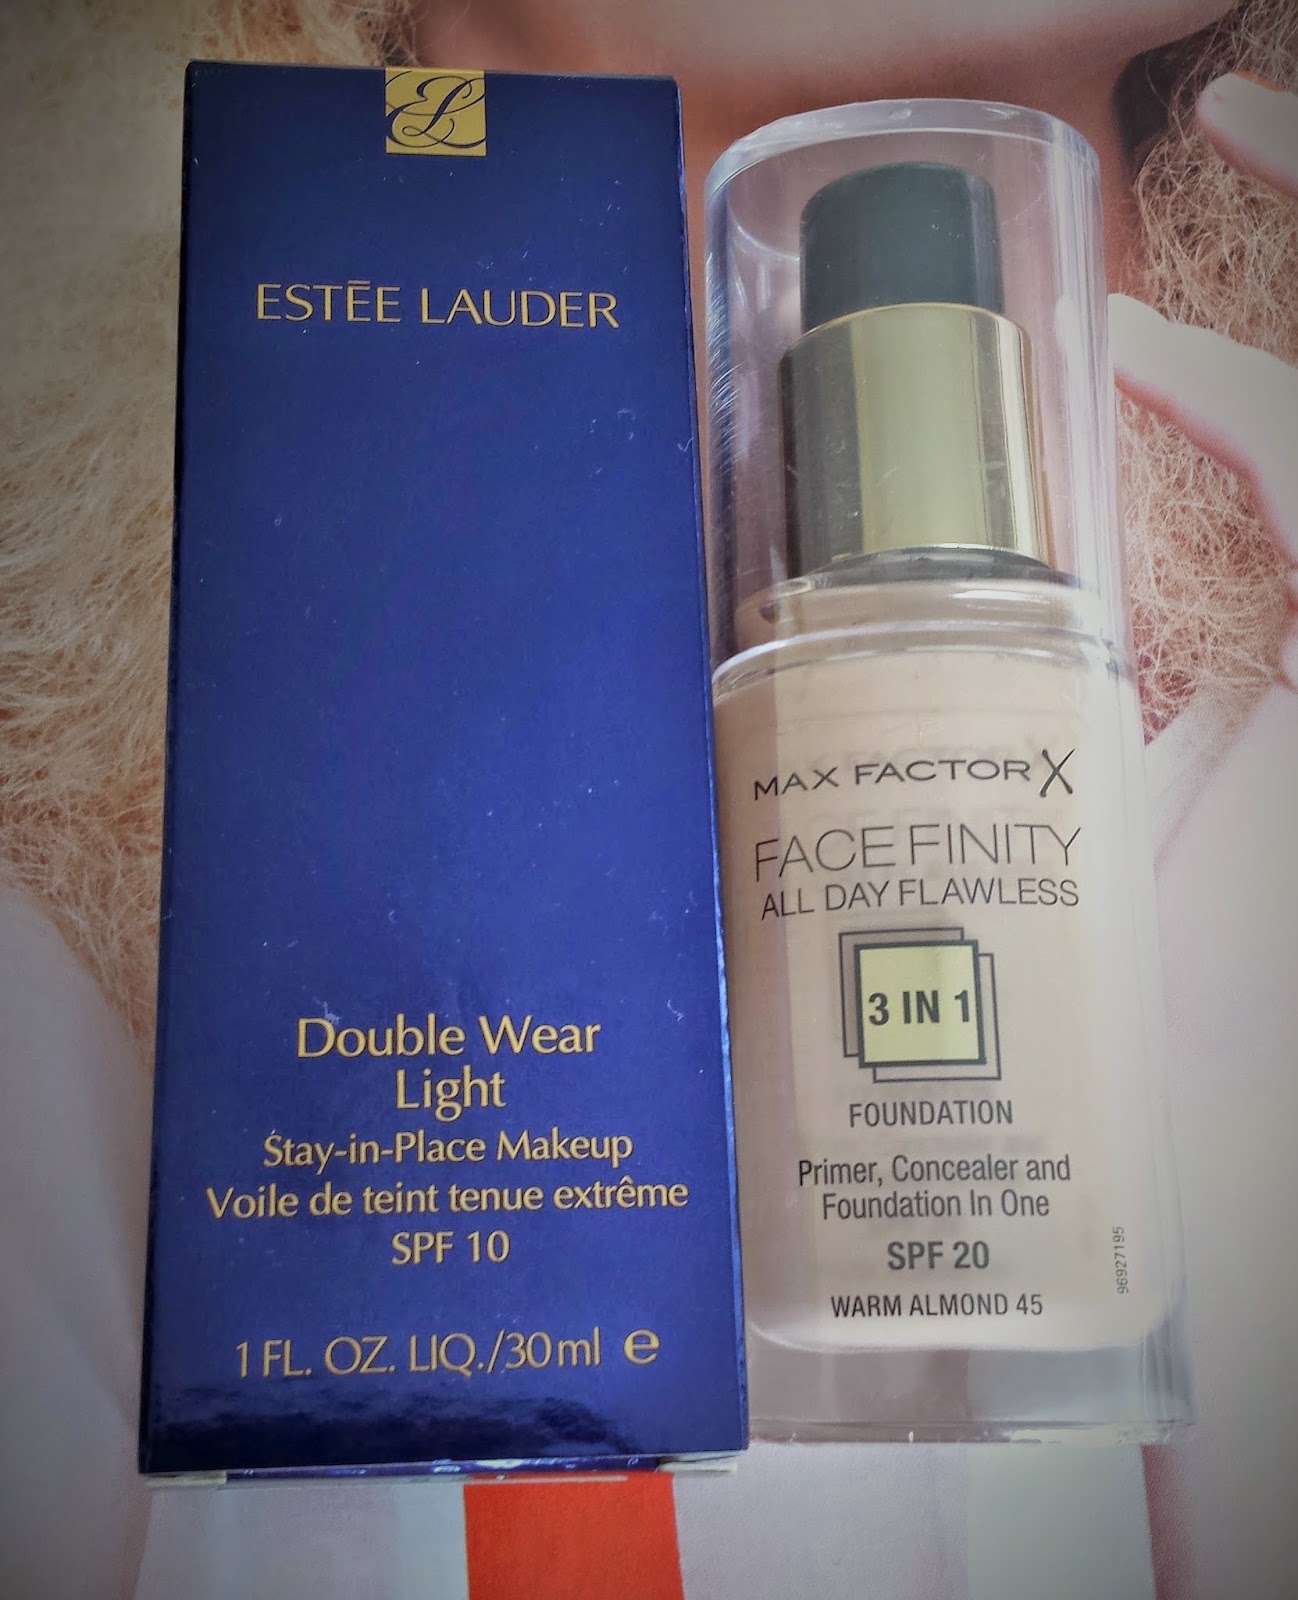 ESTĒE LAUDER
Double Wear
Light
Stay-in-Place Makeup
Voile de teint tenue extrême
SPF 10
1 FL. OZ. LIQ./30ml e
MAX FACTOR X
FACE FINITY
ALL DAY FLAWLESS
3 IN 1
FOUNDATION
Primer, Concealer and
Foundation In One
SPF 20
WARM ALMOND 45
96927195